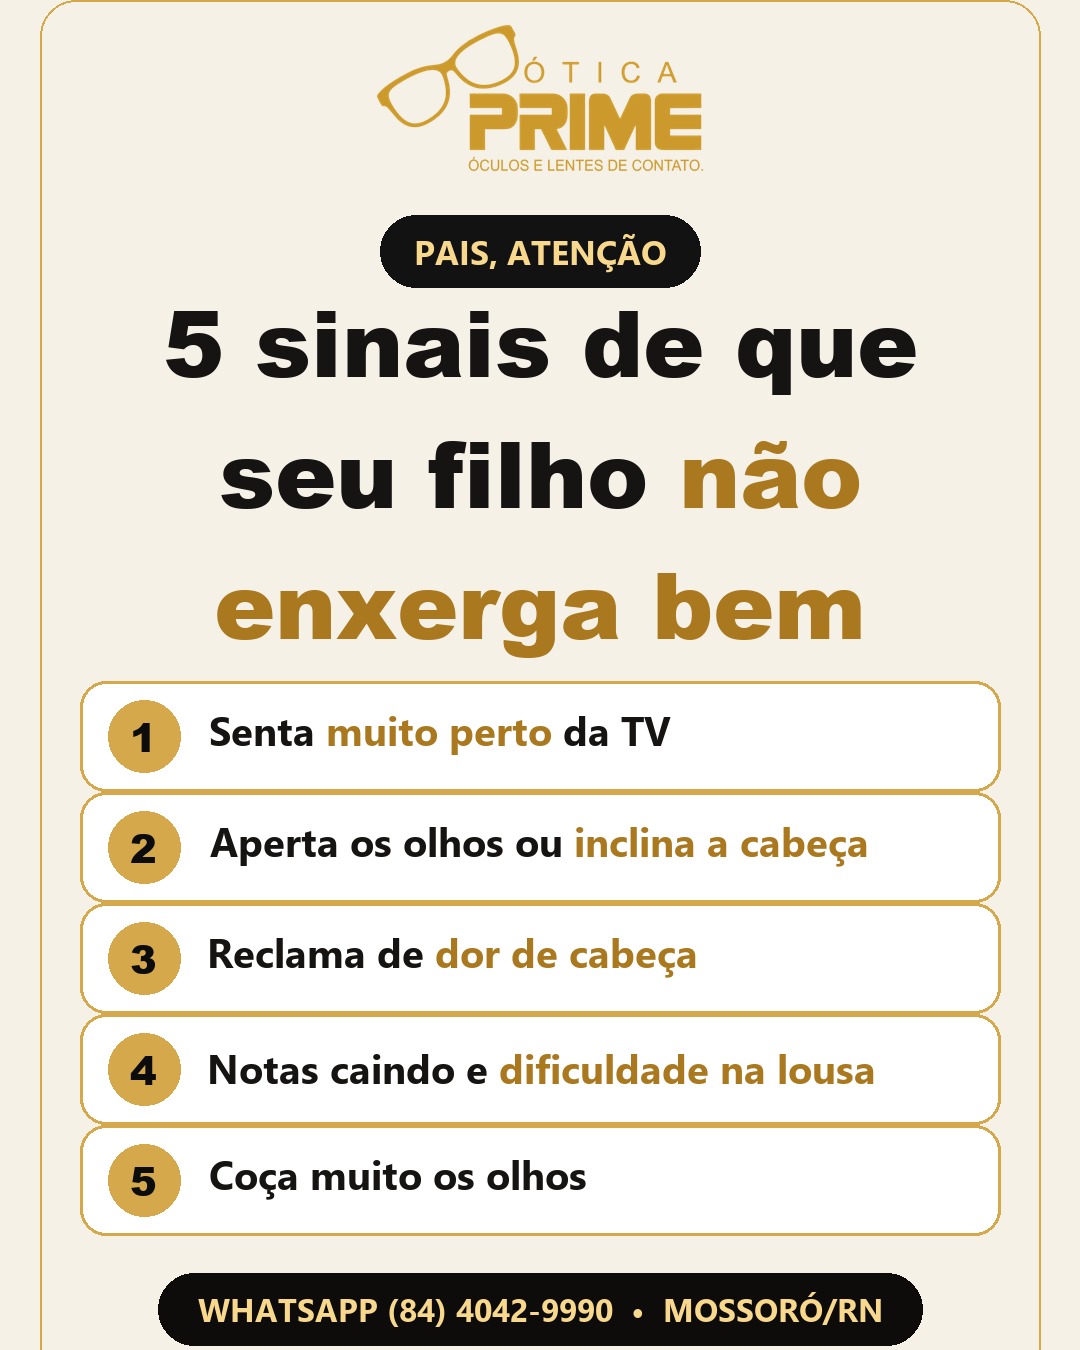 ÓTICA
PRIME
ÓCULOS E LENTES DE CONTATO.
PAIS, ATENÇÃO
5 sinais de que
seu filho não
enxerga bem
1 Senta muito perto da TV
2 Aperta os olhos ou inclina a cabeça
3 Reclama de dor de cabeça
4 Notas caindo e dificuldade na lousa
5 Coça muito os olhos
WHATSAPP (84) 4042-9990 • MOSSORÓ/RN